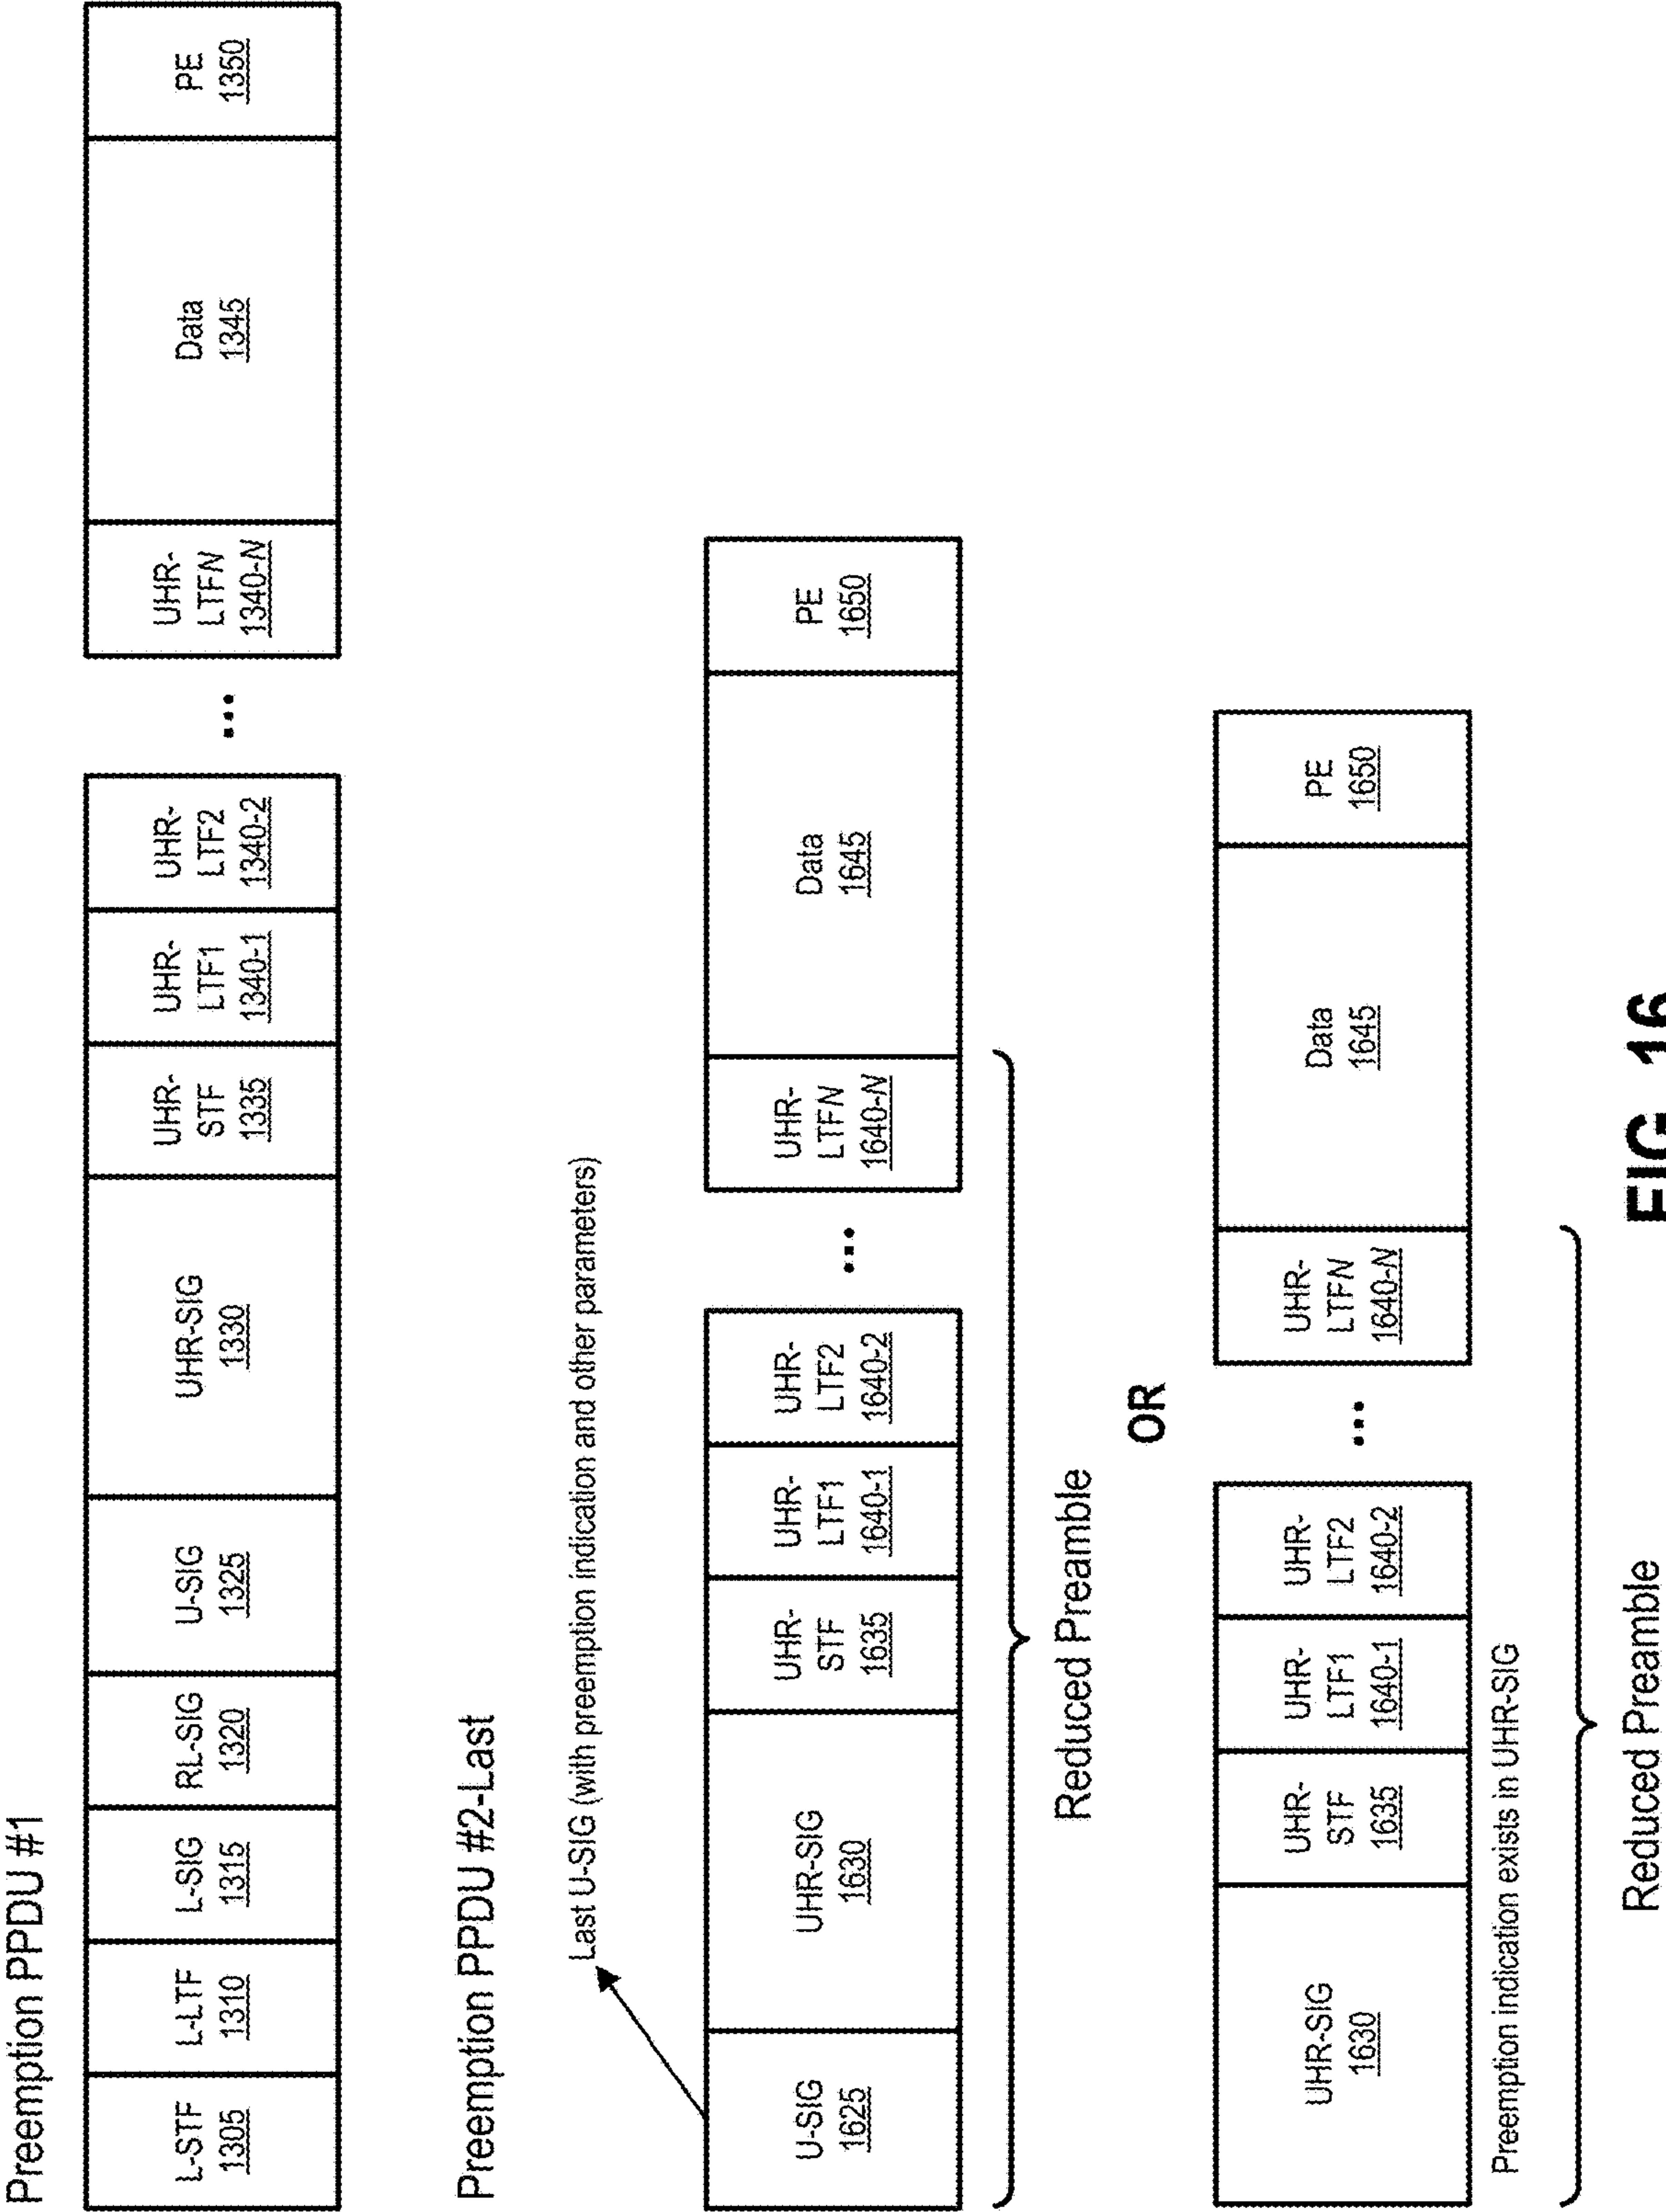 Preemption PPDU #1
L-STF
1305
L-LTF
1310
L-SIG
1315
RL-SIG
1320
U-SIG
1325
UHR-SIG
1330
UHR-
STF
1335
UHR-
LTF1
1340-1
UHR-
LTF2
1340-2
...
UHR-
LTFN
1340-N
Data
1345
PE
1350
Preemption PPDU #2-Last
Last U-SIG (with preemption indication and other parameters)
U-SIG
1625
UHR-SIG
1630
UHR-
STF
1635
UHR-
LTF1
1640-1
UHR-
LTF2
1640-2
...
UHR-
LTFN
1640-N
Data
1645
PE
1650
Reduced Preamble
OR
UHR-SIG
1630
UHR-
STF
1635
UHR-
LTF1
1640-1
UHR-
LTF2
1640-2
...
UHR-
LTFN
1640-N
Data
1645
PE
1650
Preemption indication exists in UHR-SIG
Reduced Preamble
FIG. 16